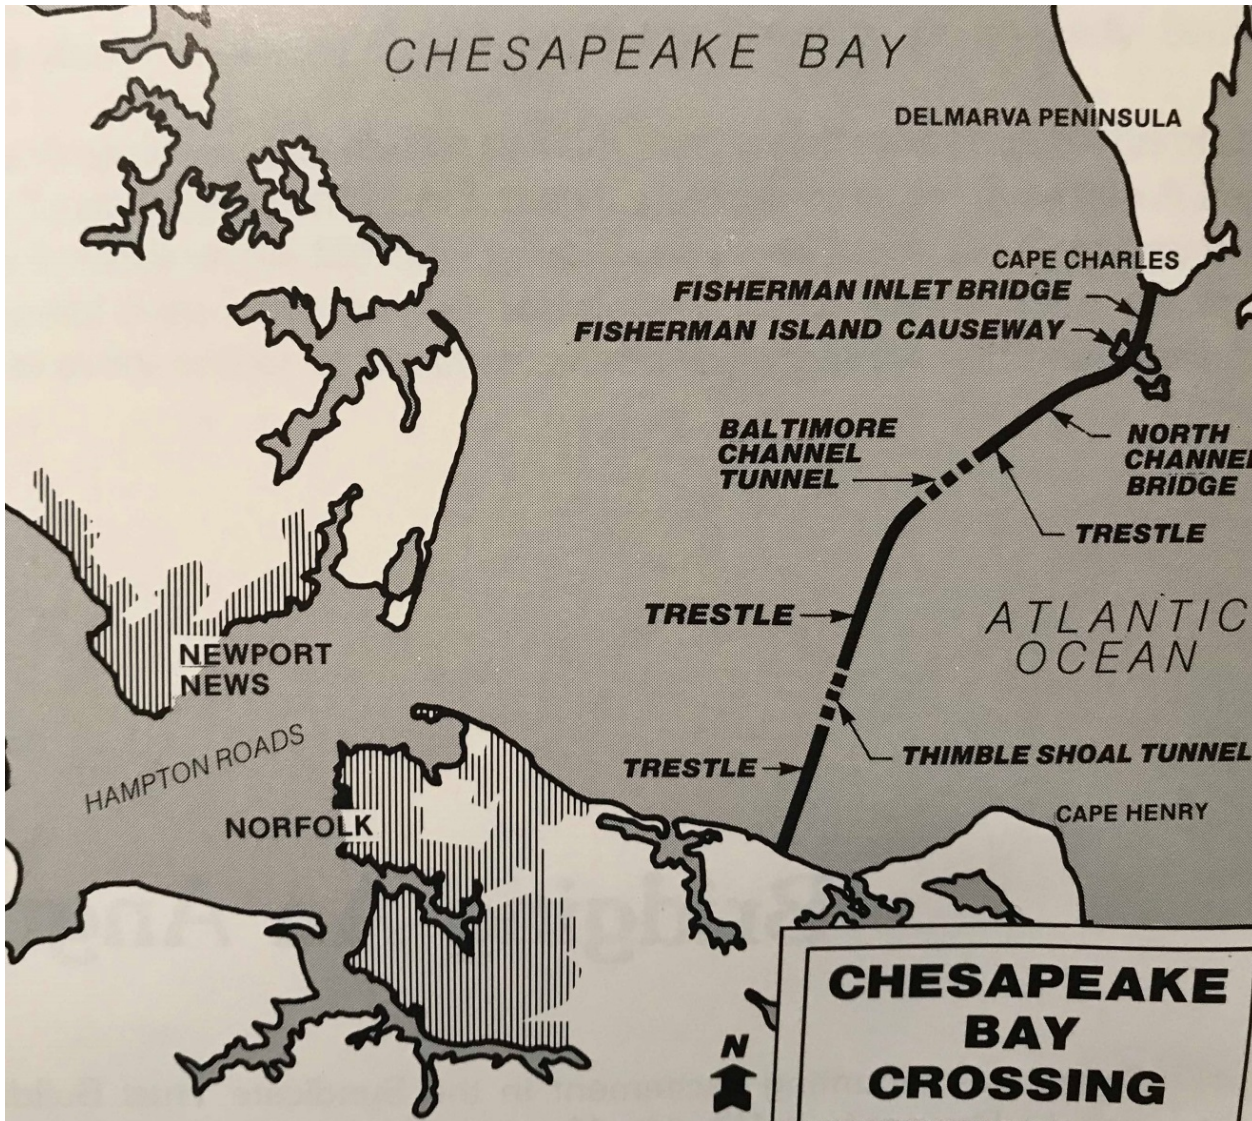 CHESAPEAKE BAY
DELMARVA PENINSULA
CAPE CHARLES
FISHERMAN INLET BRIDGE
FISHERMAN ISLAND CAUSEWAY
BALTIMORE
CHANNEL
TUNNEL
NORTH
CHANNEL
BRIDGE
TRESTLE
TRESTLE
ATLANTIC
OCEAN
NEWPORT
NEWS
HAMPTON ROADS
THIMBLE SHOAL TUNNEL
TRESTLE
CAPE HENRY
NORFOLK
CHESAPEAKE
BAY
CROSSING
N